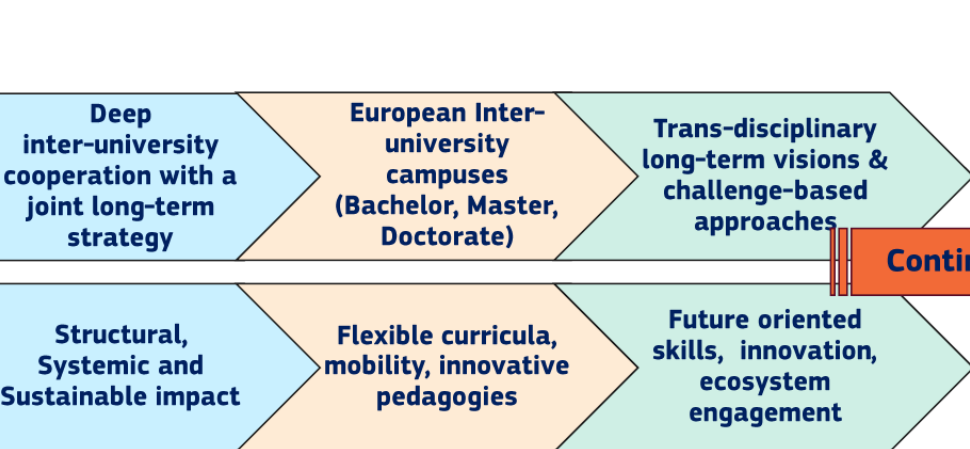 Deep
inter-university
cooperation with a
joint long-term
strategy
European Inter-
university
campuses
(Bachelor, Master,
Doctorate)
Trans-disciplinary
long-term visions &
challenge-based
approaches
Structural,
Systemic and
Sustainable impact
Flexible curricula,
mobility, innovative
pedagogies
Future oriented
skills, innovation,
ecosystem
engagement